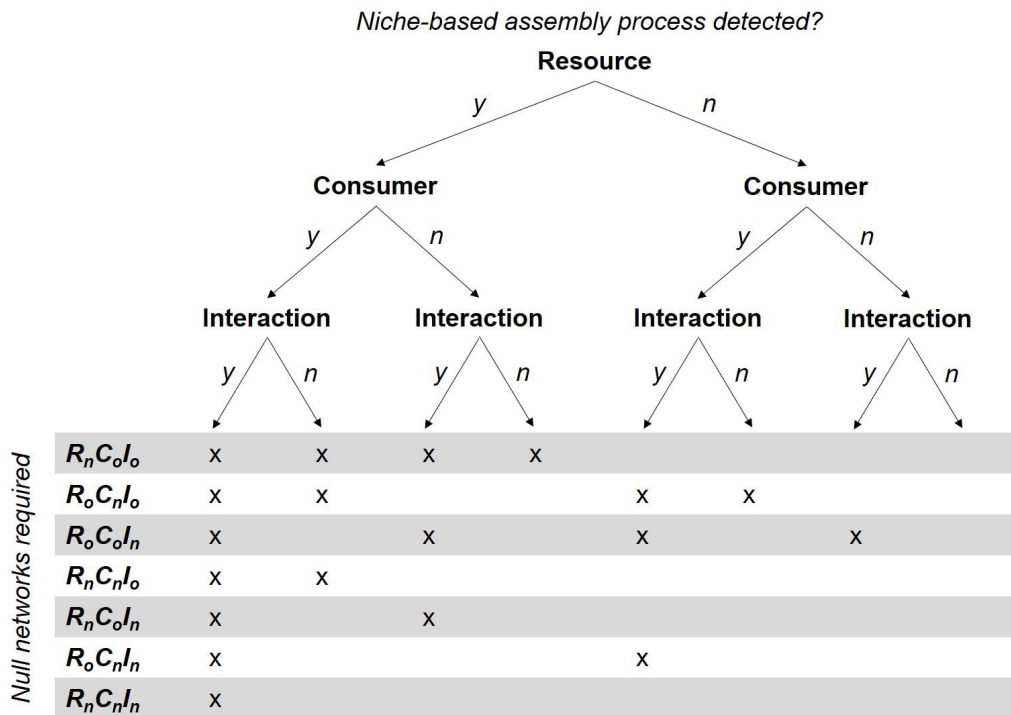 Niche-based assembly process detected?
Resource
y n
Consumer Consumer
y n y n
Interaction Interaction Interaction Interaction
y n y n y n y n
Null networks required
RnCoIo x x x x
RoCnIo x x x x
RoCoIn x x x x
RnCnIo x x
RnCoIn x x
RoCnIn x x
RnCnIn x